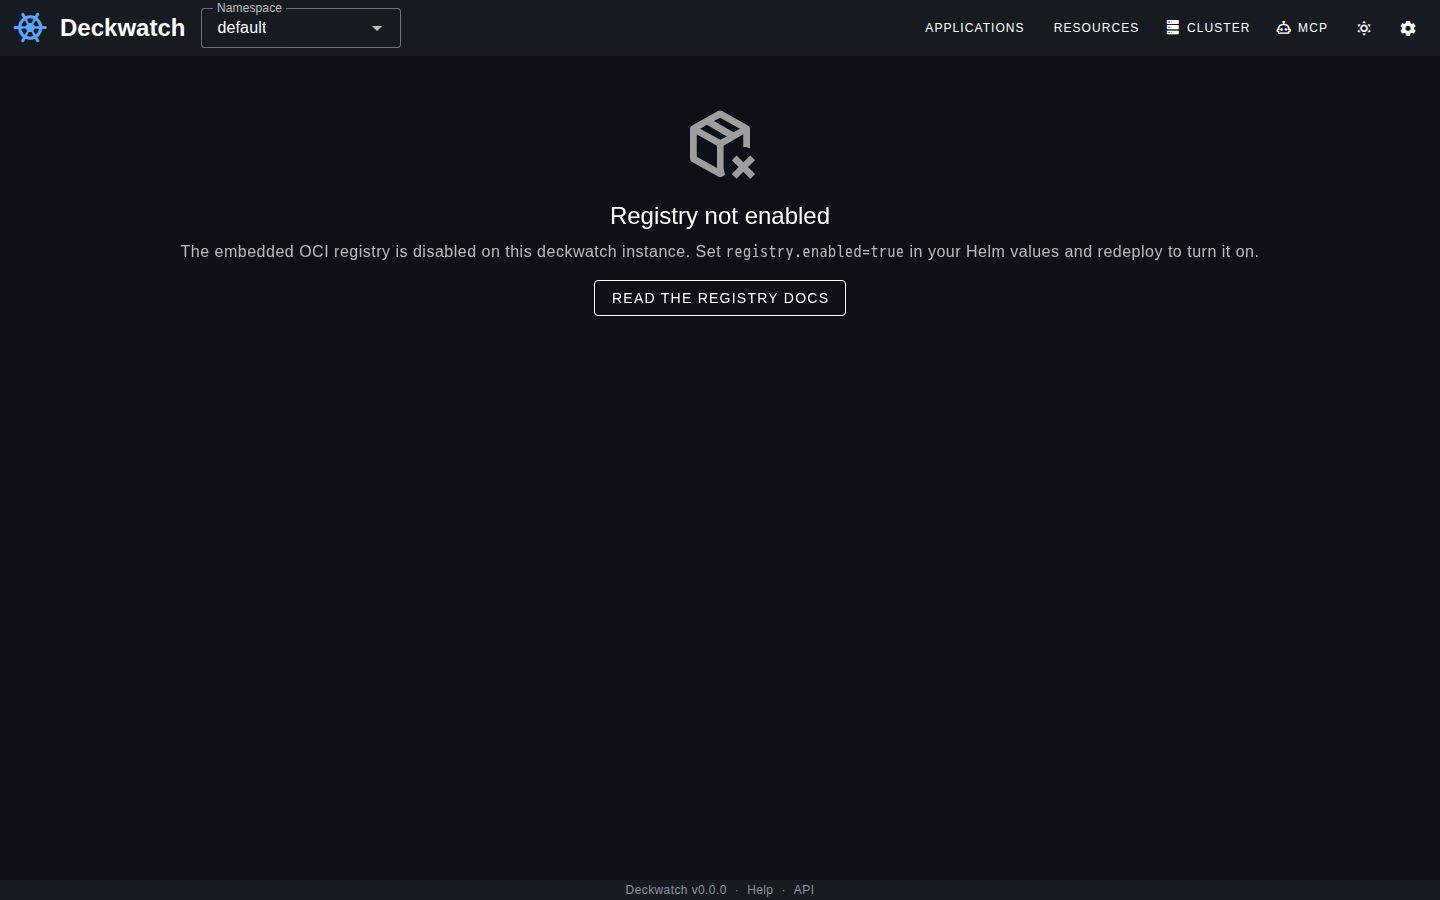 Deckwatch
Namespace
default
APPLICATIONS
RESOURCES
CLUSTER
MCP
Registry not enabled
The embedded OCI registry is disabled on this deckwatch instance. Set registry.enabled=true in your Helm values and redeploy to turn it on.
READ THE REGISTRY DOCS
Deckwatch v0.0.0 · Help · API